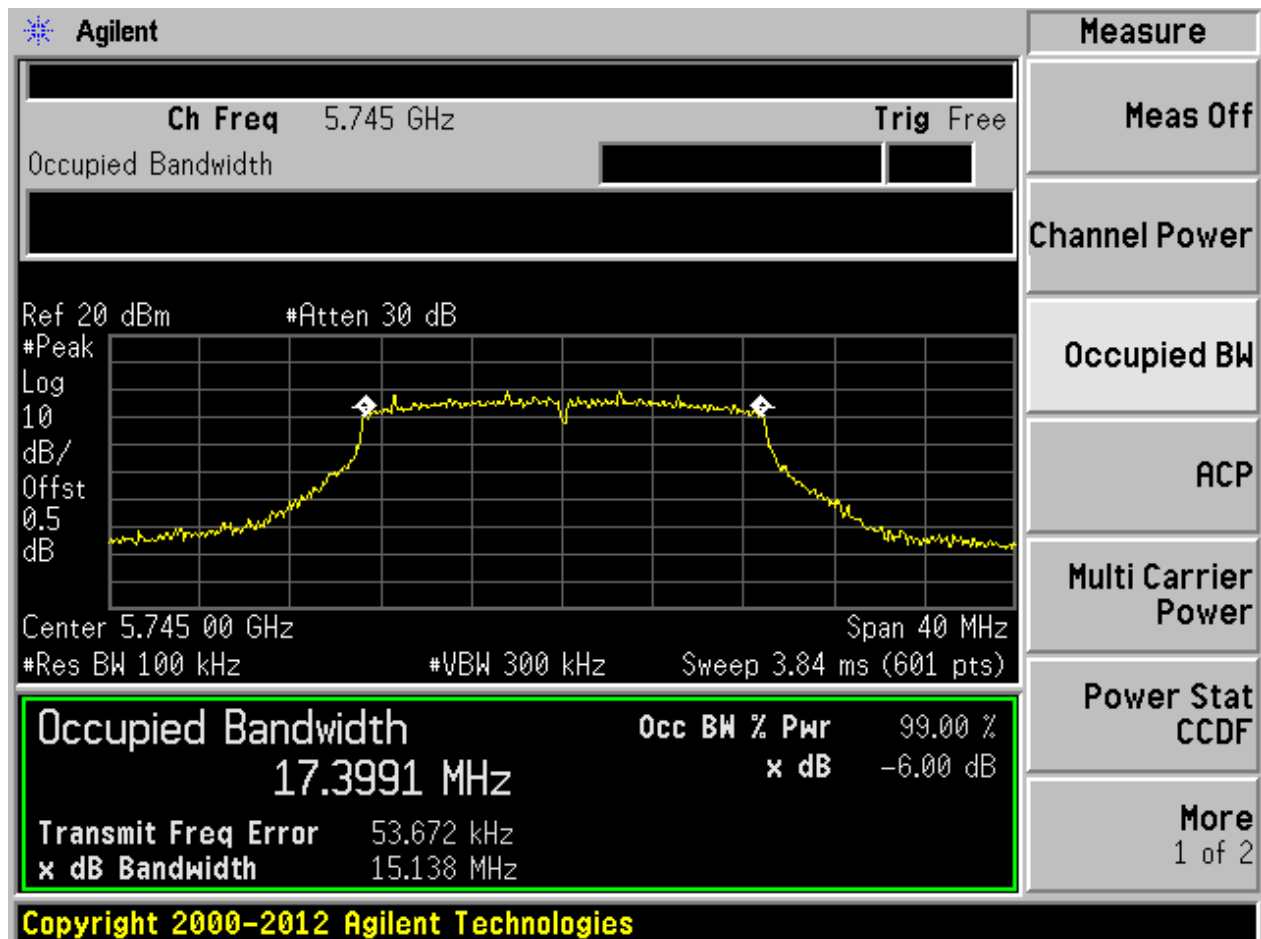 Agilent
Measure
Ch Freq 5.745 GHz Trig Free
Occupied Bandwidth
Meas Off
Channel Power
Occupied BW
ACP
Multi Carrier
Power
Power Stat
CCDF
More
1 of 2
Ref 20 dBm #Atten 30 dB
#Peak
Log
10
dB/
Offst
0.5
dB
Center 5.745 00 GHz Span 40 MHz
#Res BW 100 kHz #VBW 300 kHz Sweep 3.84 ms (601 pts)
Occupied Bandwidth
17.3991 MHz
Occ BW % Pwr 99.00 %
x dB -6.00 dB
Transmit Freq Error 53.672 kHz
x dB Bandwidth 15.138 MHz
Copyright 2000-2012 Agilent Technologies